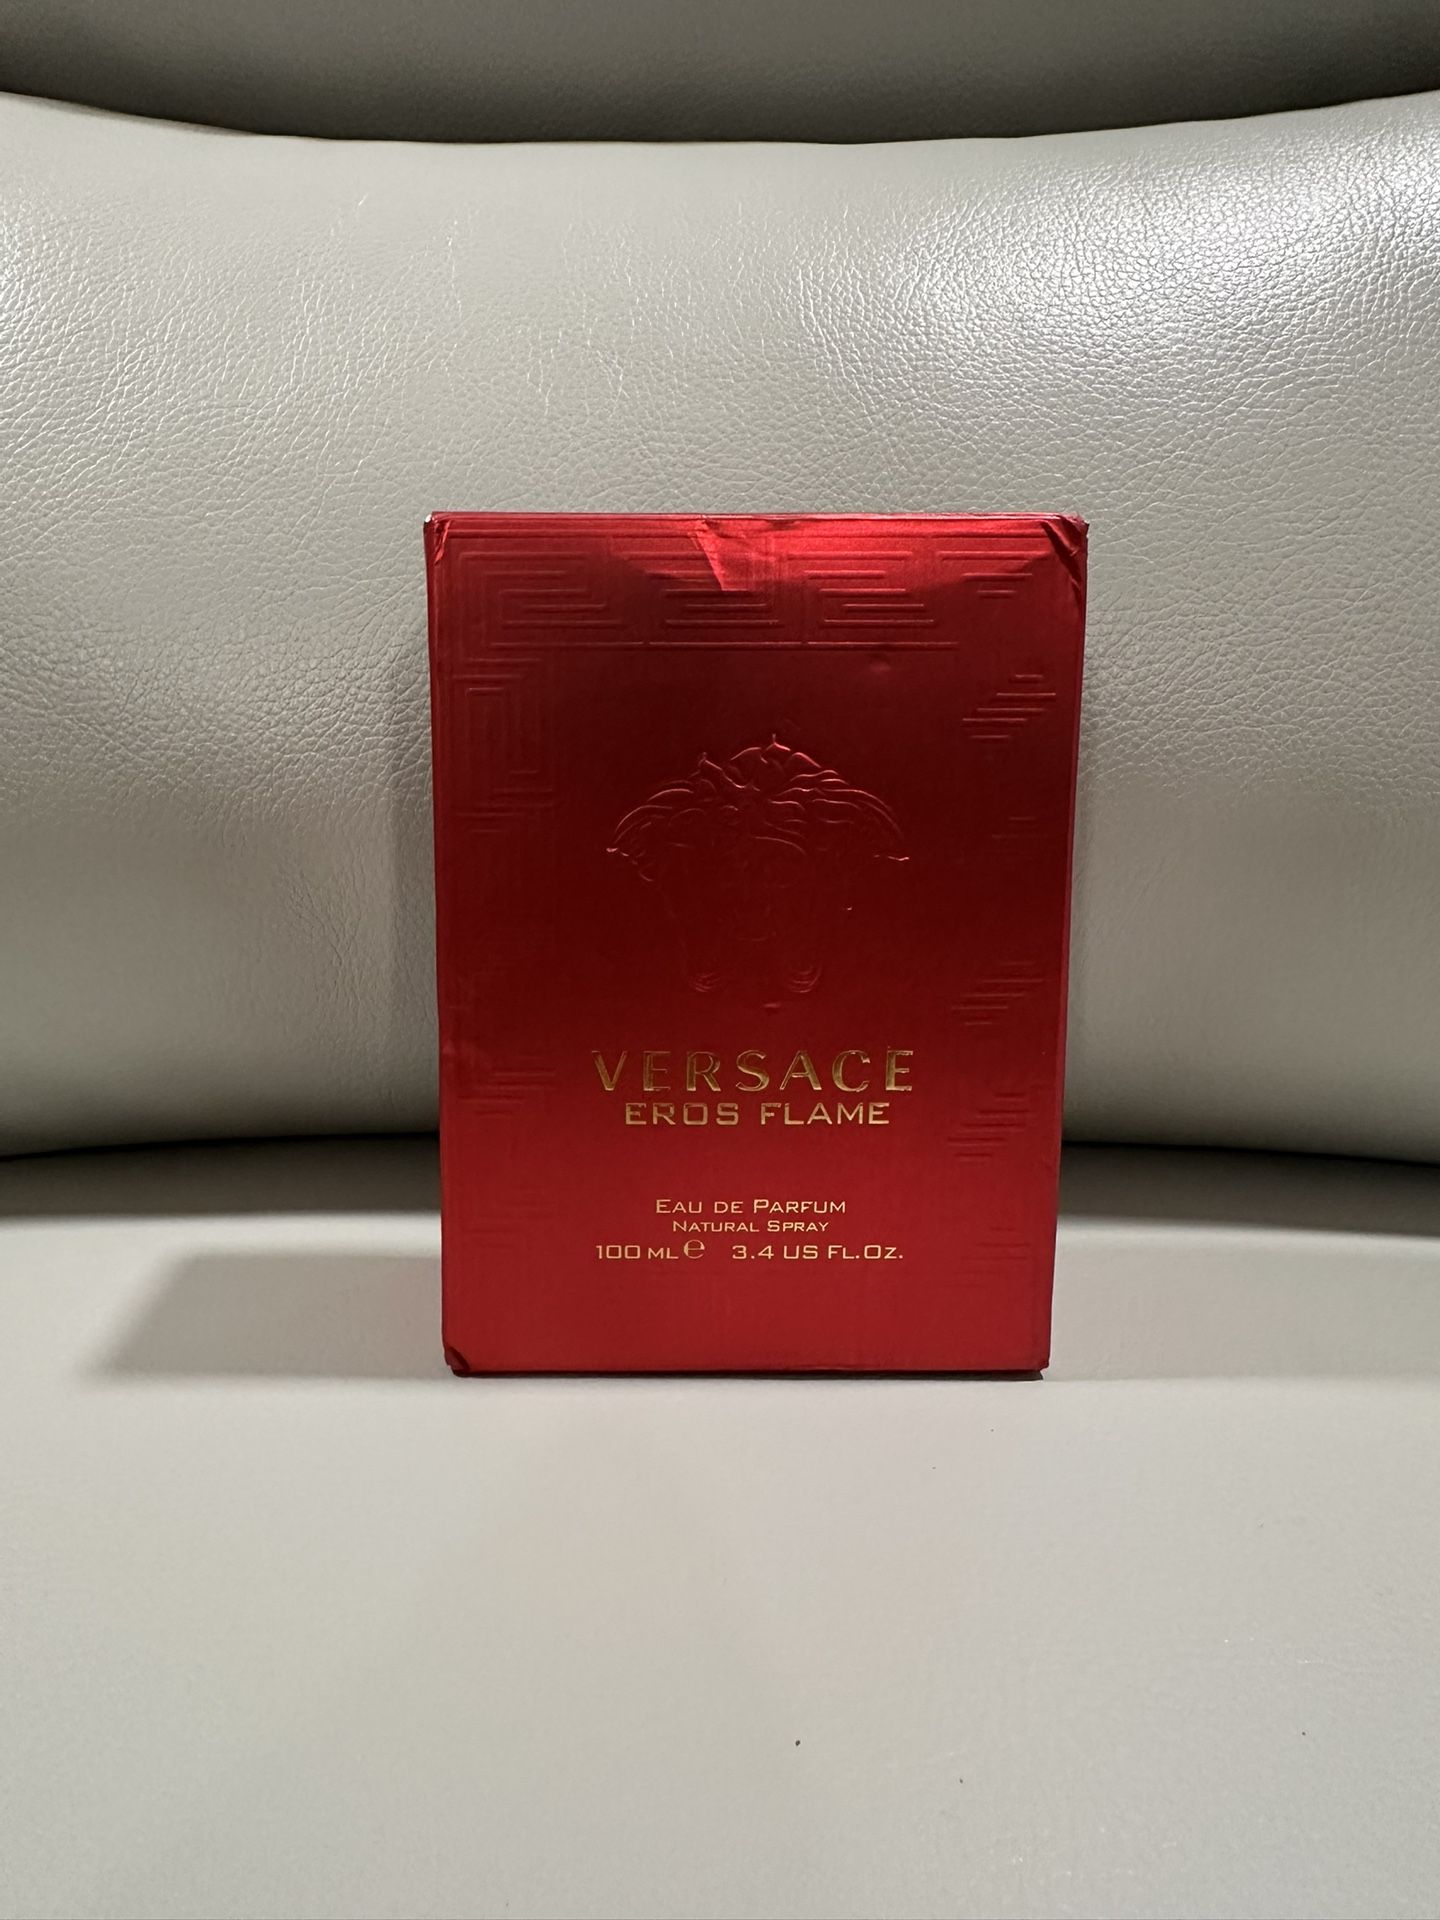 VERSACE
EROS FLAME
EAU DE PARFUM
NATURAL SPRAY
100 ML ℮ 3.4 US FL.OZ.